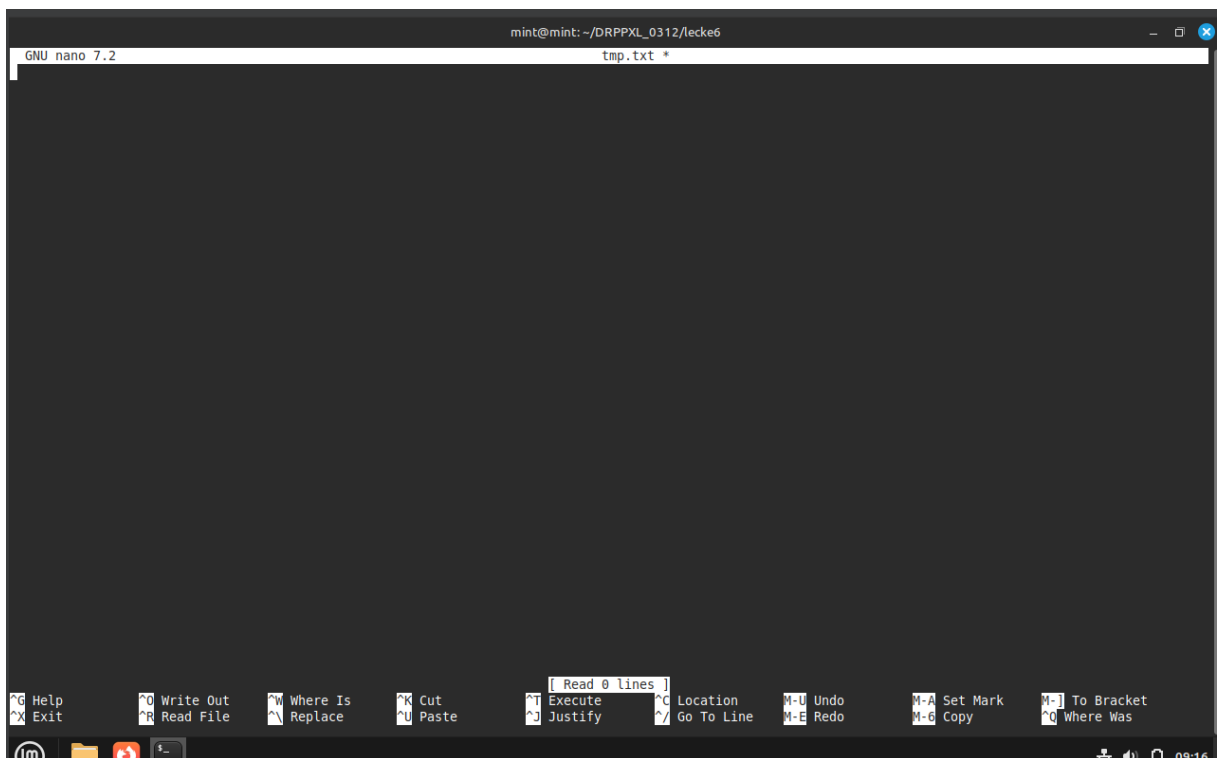 mint@mint: ~/DRPPXL_0312/lecke6
GNU nano 7.2 tmp.txt *
[ Read 0 lines ]
^G Help ^O Write Out ^W Where Is ^K Cut ^T Execute ^C Location M-U Undo M-A Set Mark M-] To Bracket
^X Exit ^R Read File ^\ Replace ^U Paste ^J Justify ^/ Go To Line M-E Redo M-6 Copy ^Q Where Was
$_ 09:16